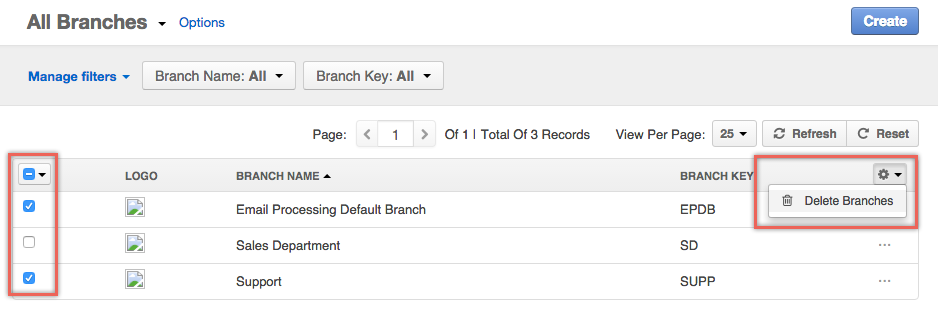 All Branches Options Create
Manage filters Branch Name: All Branch Key: All
Page: 1 Of 1 | Total Of 3 Records View Per Page: 25 Refresh Reset
LOGO BRANCH NAME BRANCH KEY
Delete Branches
Email Processing Default Branch EPDB
Sales Department SD ...
Support SUPP ...